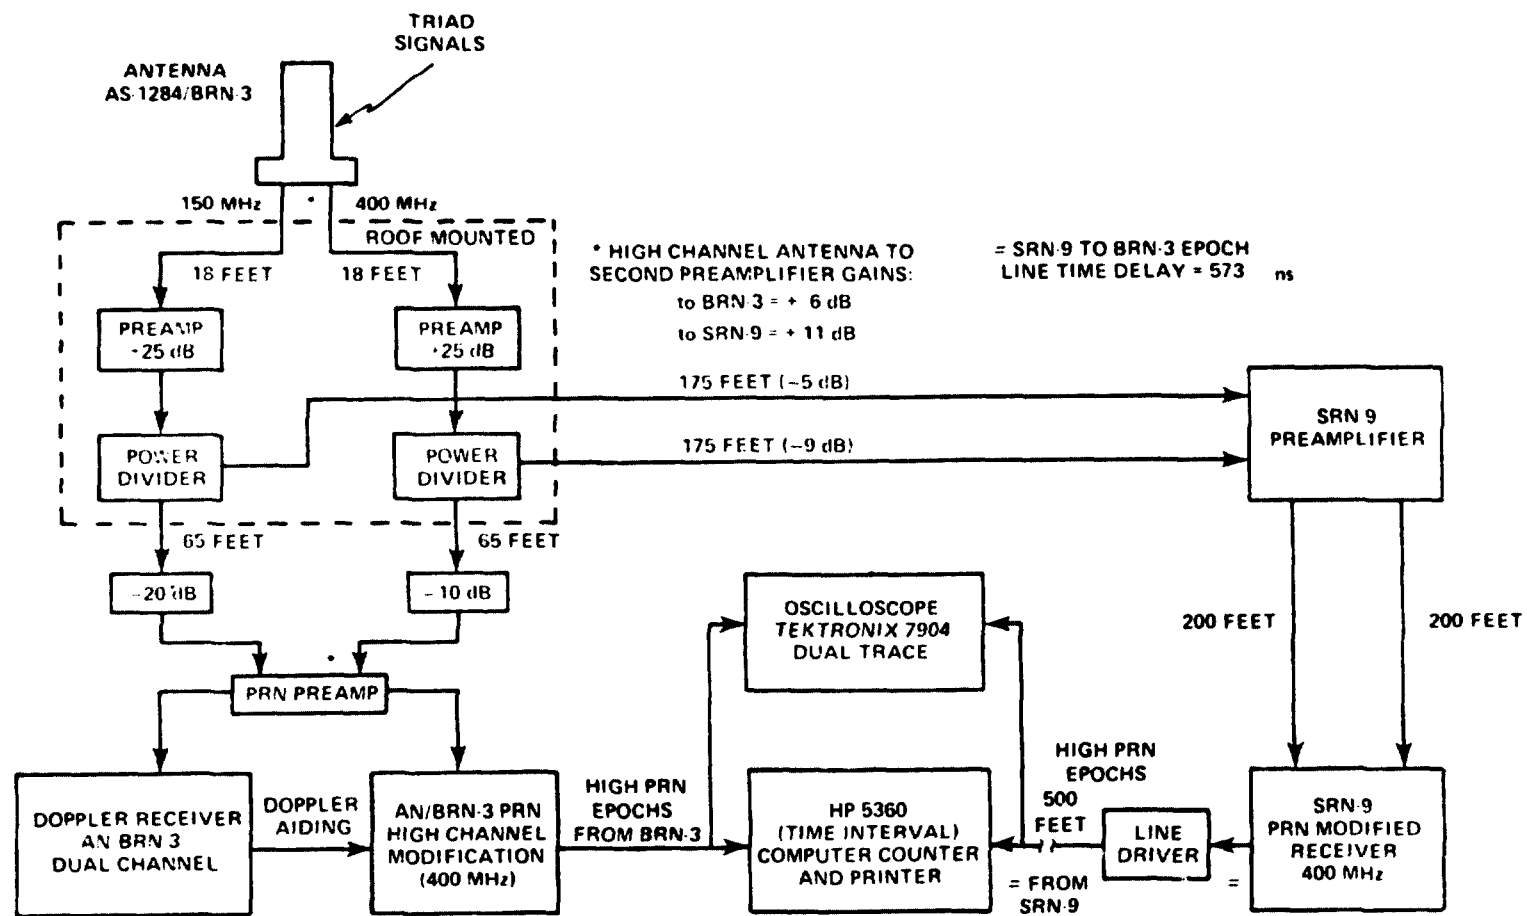 TRIAD
SIGNALS
ANTENNA
AS-1284/BRN-3
150 MHz
*
400 MHz
ROOF MOUNTED
18 FEET
18 FEET
PREAMP
+25 dB
PREAMP
+25 dB
* HIGH CHANNEL ANTENNA TO
SECOND PREAMPLIFIER GAINS:
to BRN-3 = + 6 dB
to SRN-9 = + 11 dB
= SRN-9 TO BRN-3 EPOCH
LINE TIME DELAY = 573 ns
175 FEET (-5 dB)
175 FEET (-9 dB)
POWER
DIVIDER
POWER
DIVIDER
SRN 9
PREAMPLIFIER
65 FEET
65 FEET
-20 dB
-10 dB
*
PRN PREAMP
OSCILLOSCOPE
TEKTRONIX 7904
DUAL TRACE
200 FEET
200 FEET
DOPPLER RECEIVER
AN BRN 3
DUAL CHANNEL
DOPPLER
AIDING
AN/BRN-3 PRN
HIGH CHANNEL
MODIFICATION
(400 MHz)
HIGH PRN
EPOCHS
FROM BRN-3
HP 5360
(TIME INTERVAL)
COMPUTER COUNTER
AND PRINTER
HIGH PRN
EPOCHS
500
FEET
= FROM
SRN-9
LINE
DRIVER
=
SRN-9
PRN MODIFIED
RECEIVER
400 MHz